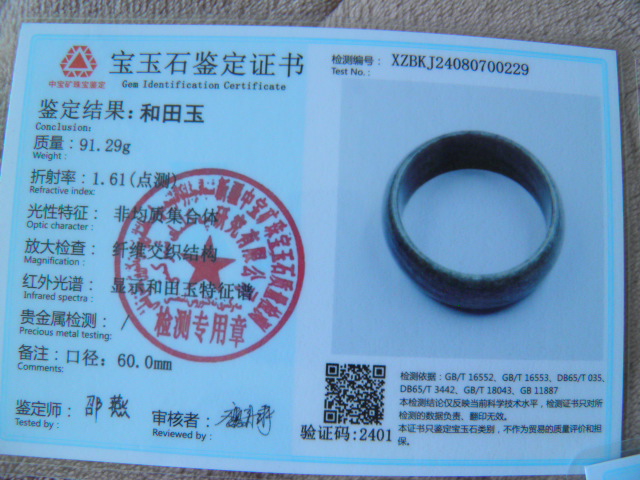 中宝矿珠宝鉴定
宝玉石鉴定证书
Gem Identification Certificate
鉴定结果：和田玉
Conclusion:
质量：91.29g
Weight :
折射率：1.61(点测)
Refractive index:
光性特征： 非均质集合体
Optic character :
放大检查： 纤维交织结构
Magnification:
红外光谱： 显示和田玉特征谱
Infrared spectra :
贵金属检测： /
Precious metal testing :
备注：口径：60.0mm
Comments:
鉴定师：邵燕
Tested by :
审核者：
Reviewed by :
检测专用章
检测编号： XZBKJ24080700229
Test No. :
验证码：2401
检测依据：GB/T 16552、GB/T 16553、DB65/T 035、
DB65/T 3442、GB/T 18043、GB 11887
本检测结论仅反映当前科学技术水平，检测证书只对所
检测的数据负责、翻印无效。
本证书只鉴定宝玉石类别，不作为贸易的质量评价和担
保。